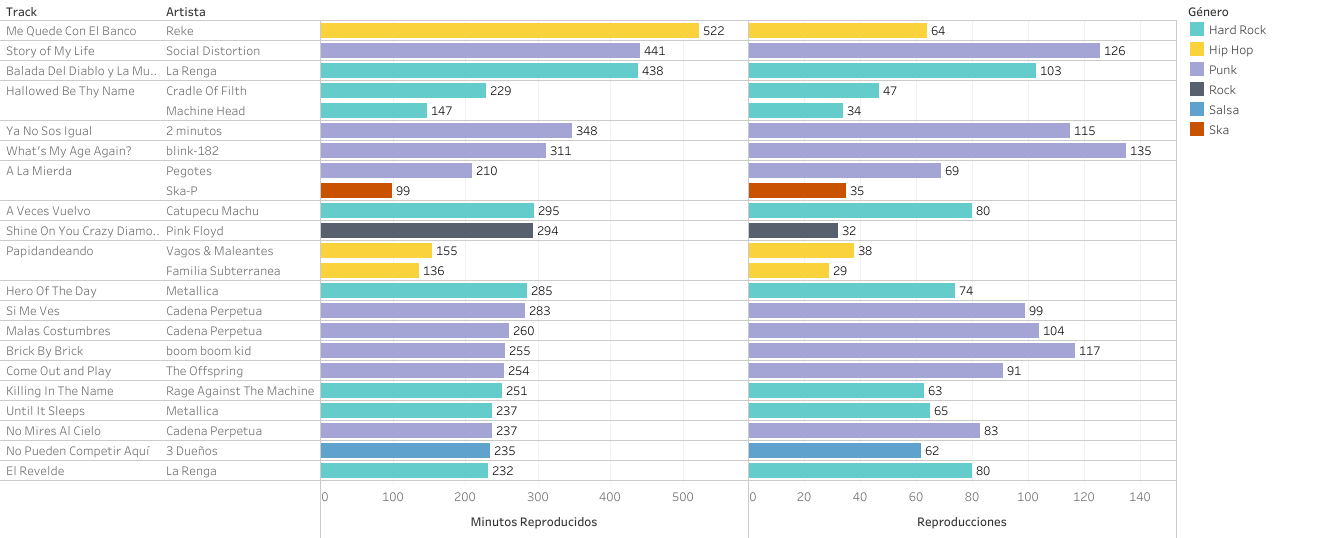 Track Artista Género
Me Quede Con El Banco Reke 522 64 Hard Rock
Story of My Life Social Distortion 441 126 Hip Hop
Balada Del Diablo y La Mu.. La Renga 438 103 Punk
Hallowed Be Thy Name Cradle Of Filth 229 47 Rock
Machine Head 147 34 Salsa
Ya No Sos Igual 2 minutos 348 115 Ska
What's My Age Again? blink-182 311 135
A La Mierda Pegotes 210 69
Ska-P 99 35
A Veces Vuelvo Catupecu Machu 295 80
Shine On You Crazy Diamo.. Pink Floyd 294 32
Papidandeando Vagos & Maleantes 155 38
Familia Subterranea 136 29
Hero Of The Day Metallica 285 74
Si Me Ves Cadena Perpetua 283 99
Malas Costumbres Cadena Perpetua 260 104
Brick By Brick boom boom kid 255 117
Come Out and Play The Offspring 254 91
Killing In The Name Rage Against The Machine 251 63
Until It Sleeps Metallica 237 65
No Mires Al Cielo Cadena Perpetua 237 83
No Pueden Competir Aquí 3 Dueños 235 62
El Revelde La Renga 232 80
0 100 200 300 400 500 0 20 40 60 80 100 120 140
Minutos Reproducidos Reproducciones